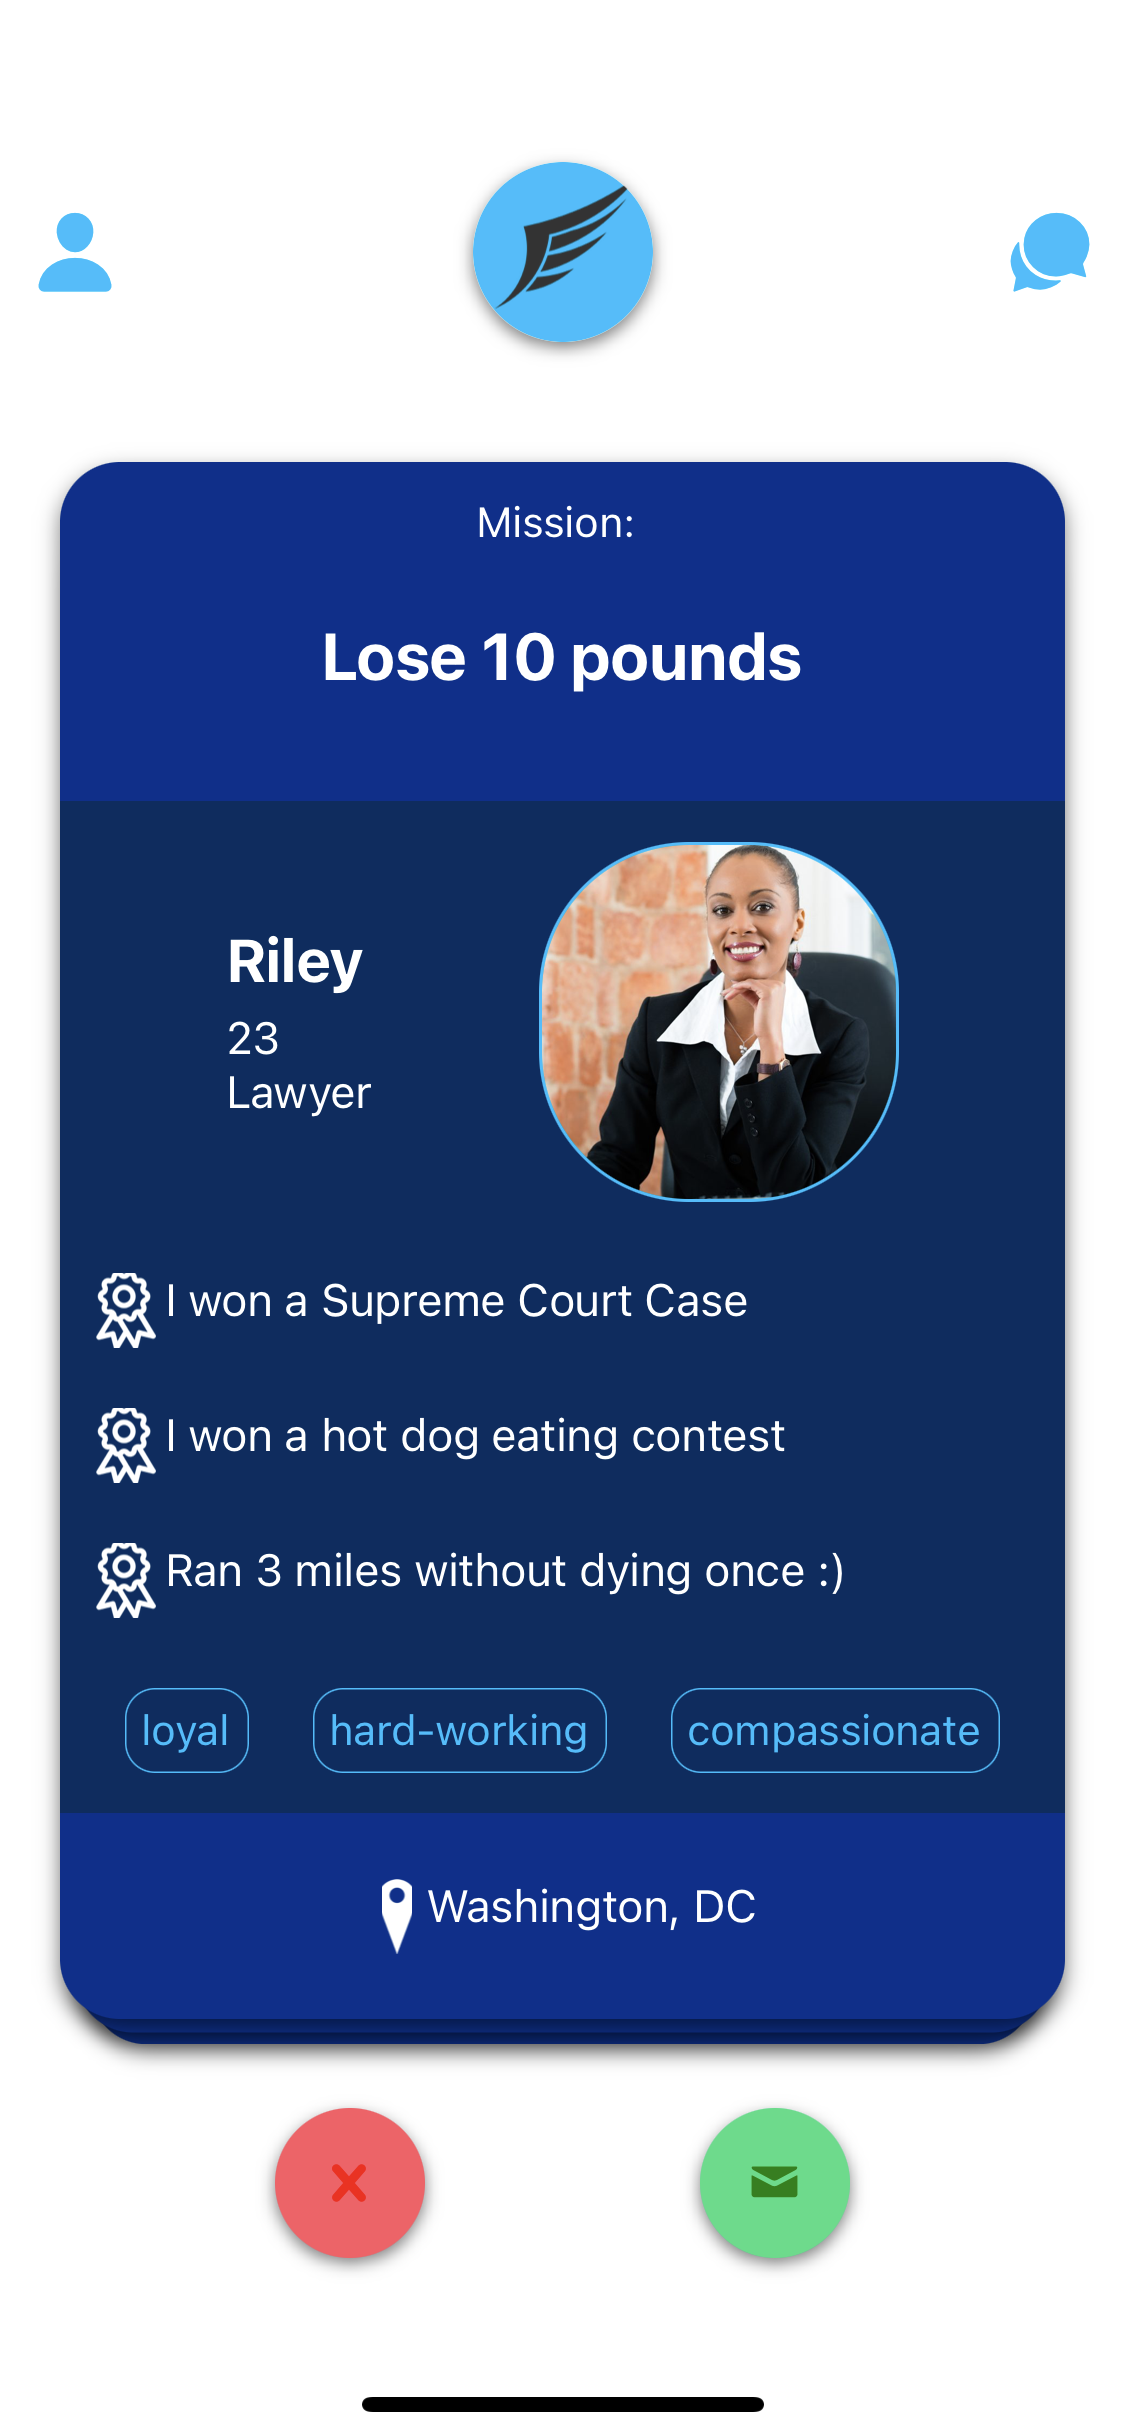 Mission:
Lose 10 pounds
Riley
23
Lawyer
I won a Supreme Court Case
I won a hot dog eating contest
Ran 3 miles without dying once :)
loyal hard-working compassionate
Washington, DC